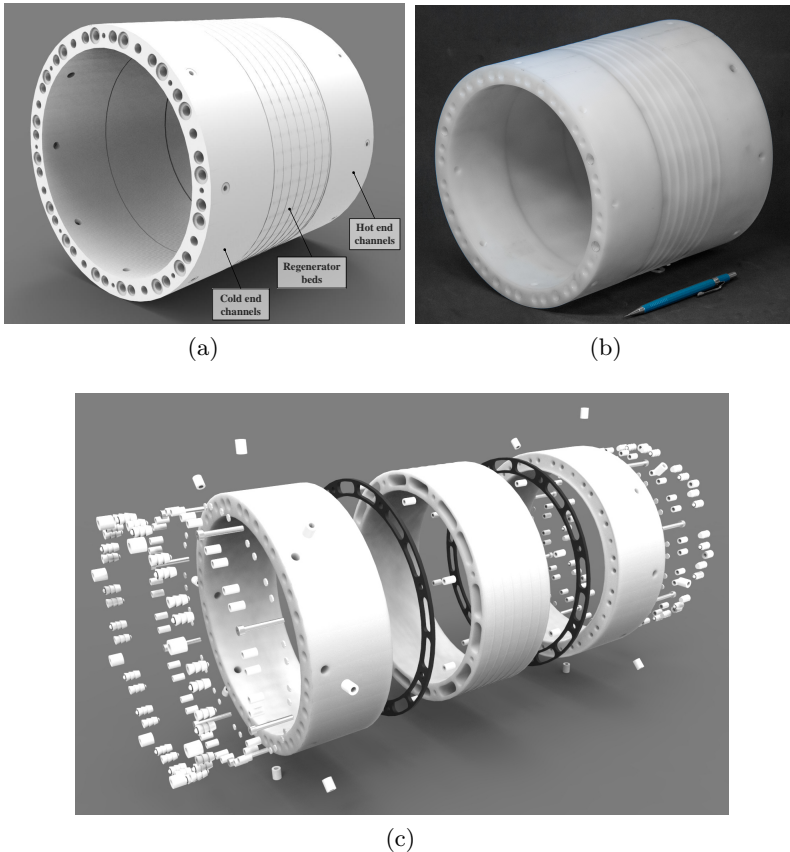 Hot end
channels
Regenerator
beds
Cold end
channels
(a)
(b)
(c)